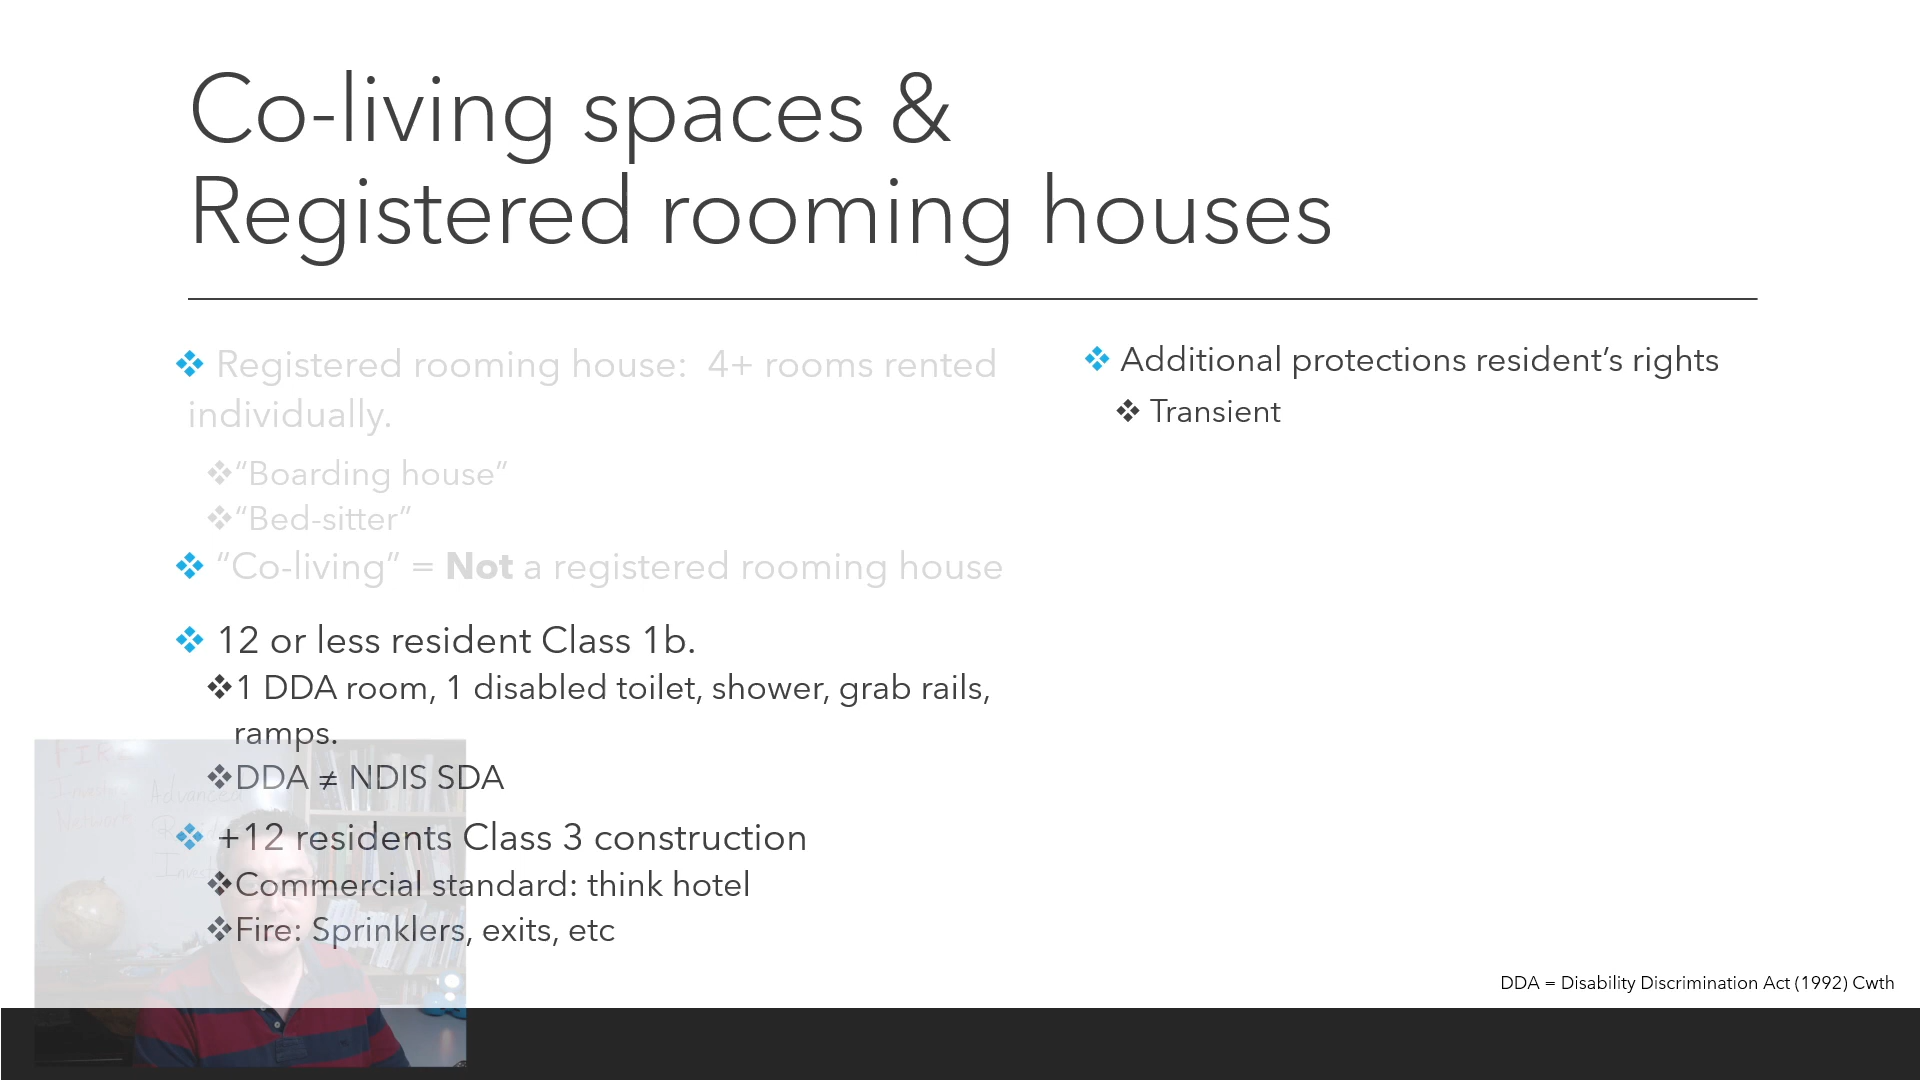 Co-living spaces &
Registered rooming houses
❖ Registered rooming house:  4+ rooms rented
individually.
❖“Boarding house”
❖“Bed-sitter”
❖ “Co-living” = Not a registered rooming house
❖ 12 or less resident Class 1b.
❖1 DDA room, 1 disabled toilet, shower, grab rails,
ramps.
❖DDA ≠ NDIS SDA
❖ +12 residents Class 3 construction
❖Commercial standard: think hotel
❖Fire: Sprinklers, exits, etc
❖ Additional protections resident’s rights
❖ Transient
DDA = Disability Discrimination Act (1992) Cwth
FIRE
Advanced
Network